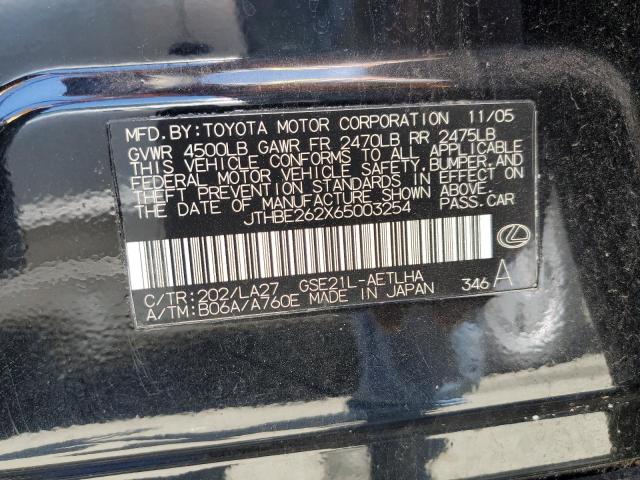 MFD. BY: TOYOTA MOTOR CORPORATION 11/05
GVWR 4500LB GAWR FR 2470LB RR 2475LB
THIS VEHICLE CONFORMS TO ALL APPLICABLE
FEDERAL MOTOR VEHICLE SAFETY, BUMPER, AND
THEFT PREVENTION STANDARDS IN EFFECT ON
THE DATE OF MANUFACTURE SHOWN ABOVE.
JTHBE262X65003254 PASS. CAR
C/TR: 202/LA27 GSE21L-AETLHA
A/TM: B06A/A760E MADE IN JAPAN 346 A